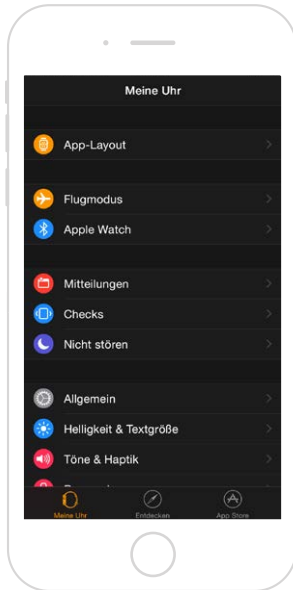 Meine Uhr
App-Layout
Flugmodus
Apple Watch
Mitteilungen
Checks
Nicht stören
Allgemein
Helligkeit & Textgröße
Töne & Haptik
Meine Uhr
Entdecken
App Store